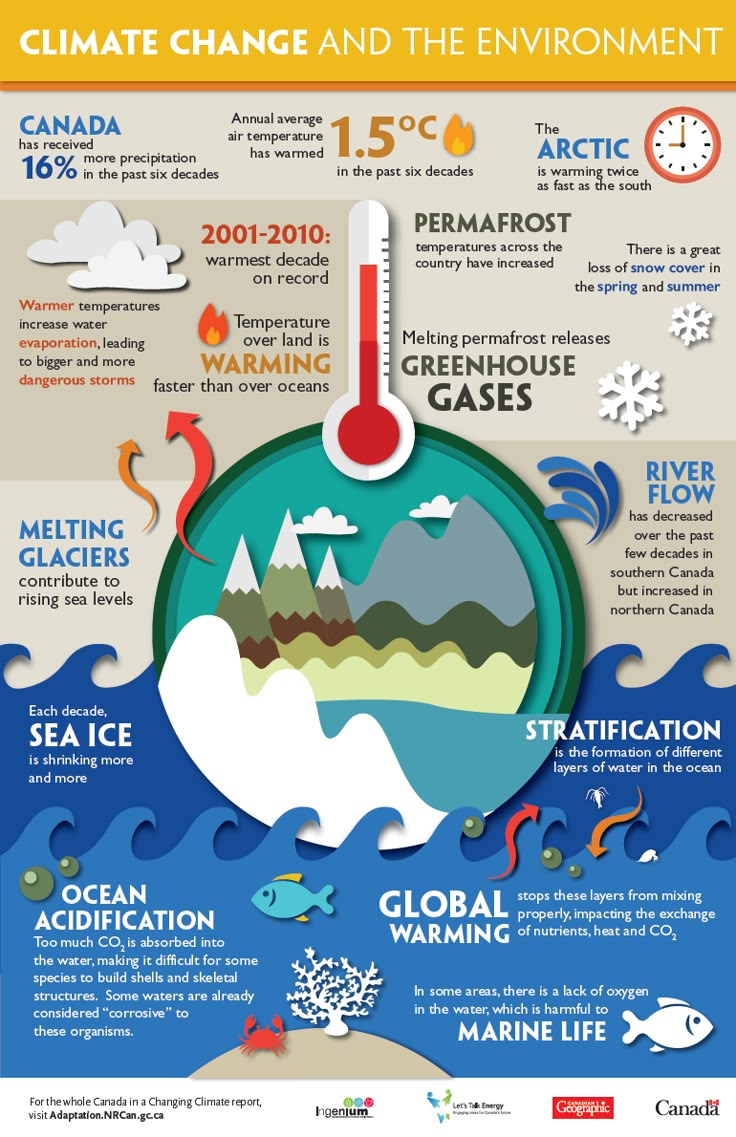 CLIMATE CHANGE AND THE ENVIRONMENT
CANADA
has received
16% more precipitation
in the past six decades
Annual average
air temperature
has warmed
1.5°C
in the past six decades
The
ARCTIC
is warming twice
as fast as the south
2001-2010:
warmest decade
on record
PERMAFROST
temperatures across the
country have increased
There is a great
loss of snow cover in
the spring and summer
Warmer temperatures
increase water
evaporation, leading
to bigger and more
dangerous storms
Temperature
over land is
WARMING
faster than over oceans
Melting permafrost releases
GREENHOUSE
GASES
MELTING
GLACIERS
contribute to
rising sea levels
RIVER
FLOW
has decreased
over the past
few decades in
southern Canada
but increased in
northern Canada
Each decade,
SEA ICE
is shrinking more
and more
STRATIFICATION
is the formation of different
layers of water in the ocean
OCEAN
ACIDIFICATION
Too much CO₂ is absorbed into
the water, making it difficult for some
species to build shells and skeletal
structures. Some waters are already
considered “corrosive” to
these organisms.
GLOBAL
WARMING
stops these layers from mixing
properly, impacting the exchange
of nutrients, heat and CO₂
In some areas, there is a lack of oxygen
in the water, which is harmful to
MARINE LIFE
For the whole Canada in a Changing Climate report,
visit Adaptation.NRCan.gc.ca
Ingenium
Let's Talk Energy
Engaging ideas for Canada's future
CANADIAN
Geographic
Canada